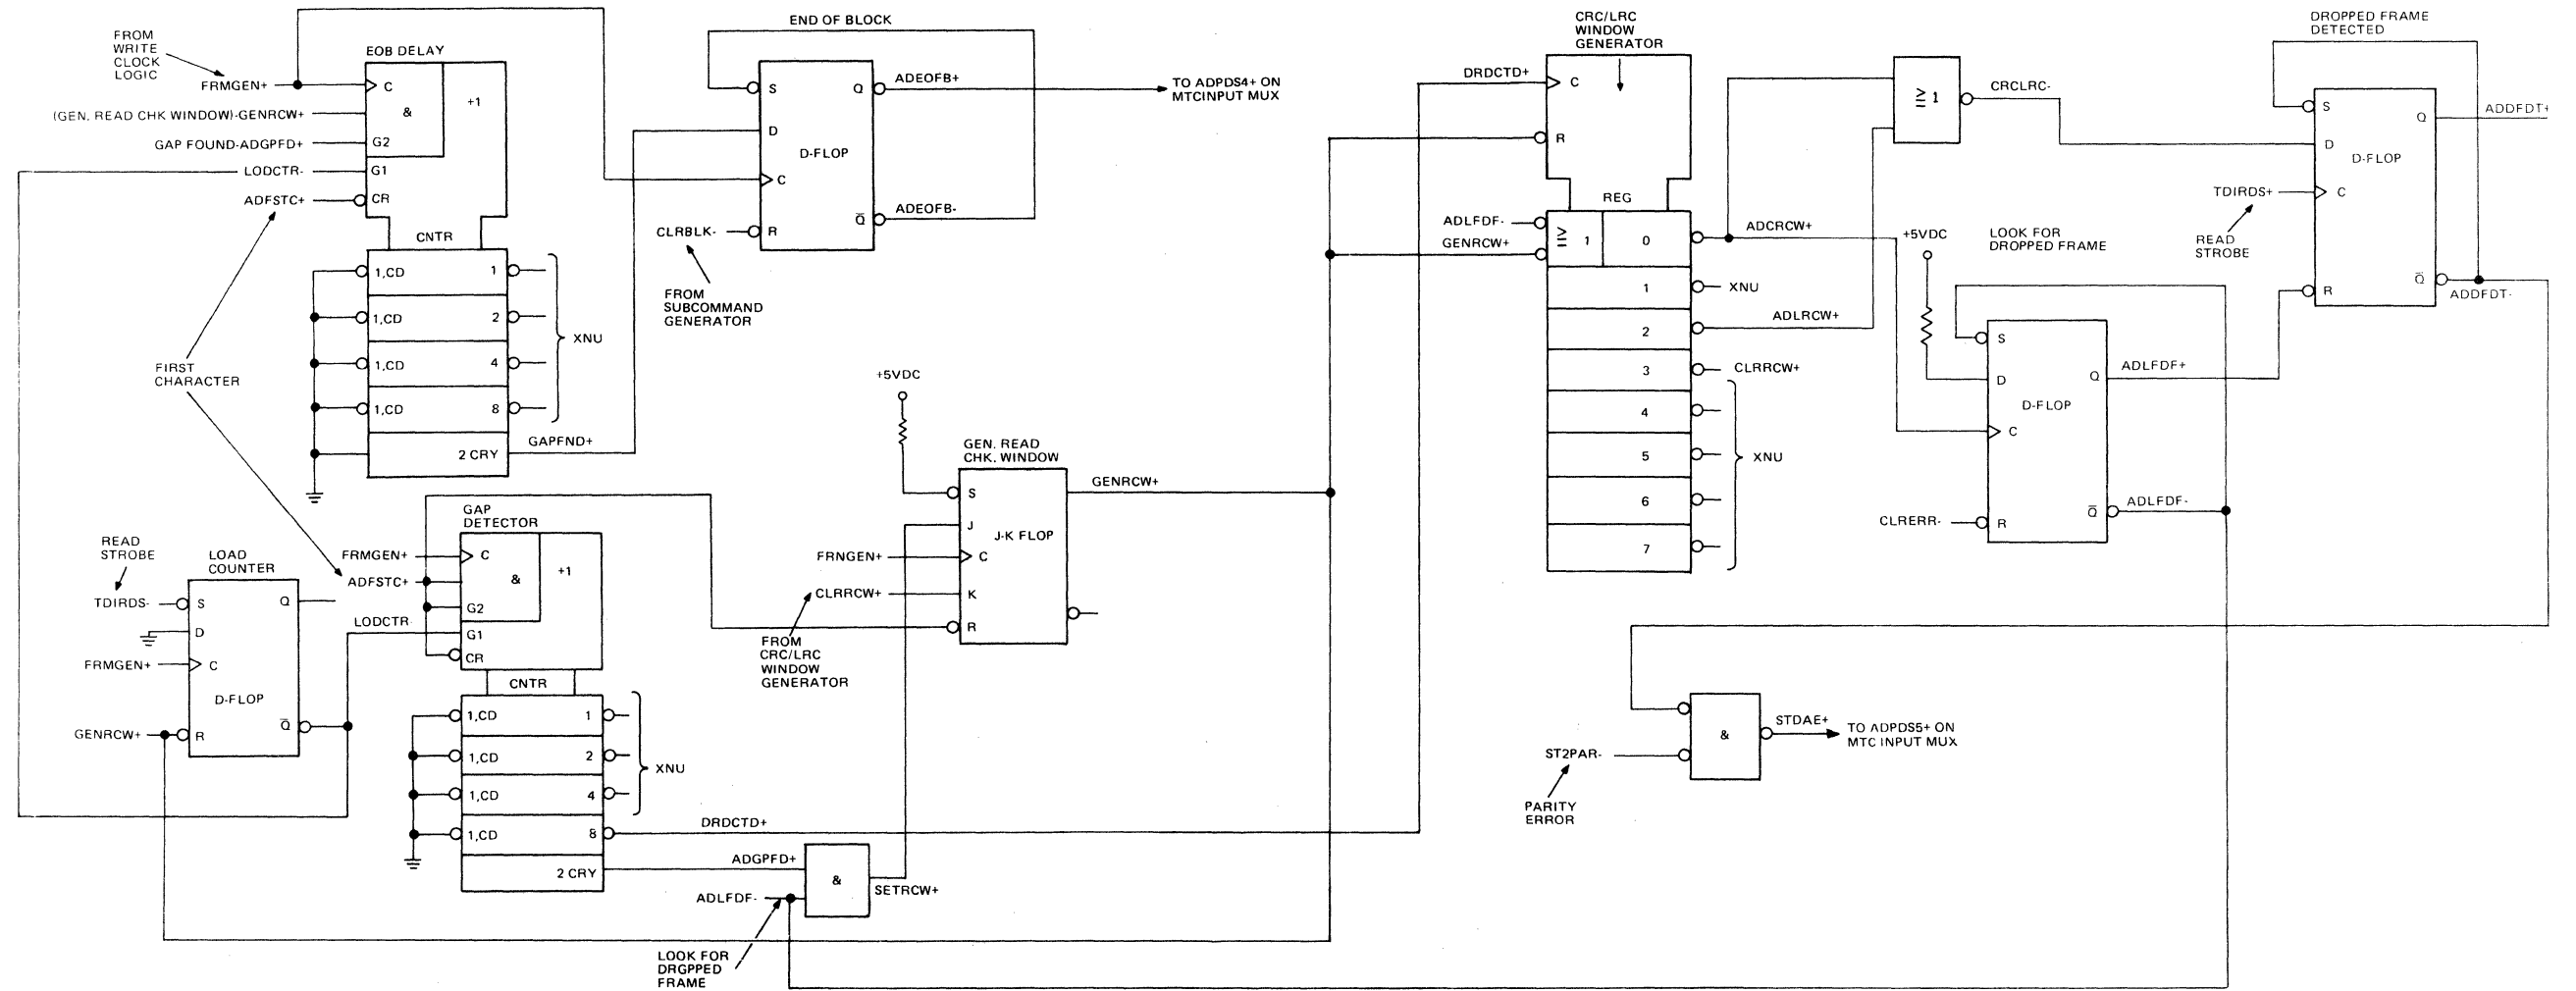 FROM
WRITE
CLOCK
LOGIC
FRMGEN+
(GEN. READ CHK WINDOW)-GENRCW+
GAP FOUND-ADGPFD+
LODCTR-
ADFSTC+
EOB DELAY
C
&
+1
G2
G1
CR
CNTR
1,CD 1
1,CD 2
1,CD 4
1,CD 8
2 CRY
XNU
GAPFND+
FIRST
CHARACTER
END OF BLOCK
S Q
D
D-FLOP
C
R Q
ADEOFB+
ADEOFB-
TO ADPDS4+ ON
MTCINPUT MUX
CLRBLK-
FROM
SUBCOMMAND
GENERATOR
READ
STROBE
LOAD
COUNTER
TDIRDS-
S Q
D
FRMGEN+
C
D-FLOP
Q
GENRCW+
R
LODCTR-
GAP
DETECTOR
FRMGEN+
C
ADFSTC+
&
+1
G2
G1
CR
CNTR
1,CD 1
1,CD 2
1,CD 4
1,CD 8
2 CRY
XNU
DRDCTD+
ADGPFD+
ADLFDF-
&
SETRCW+
LOOK FOR
DRGPPED
FRAME
+5VDC
GEN. READ
CHK. WINDOW
S
J
J-K FLOP
FRNGEN+
C
CLRRCW+
K
R
GENRCW+
FROM
CRC/LRC
WINDOW
GENERATOR
CRC/LRC
WINDOW
GENERATOR
DRDCTD+
C
R
REG
ADLFDF-
GENRCW+
≥ 1
0
1
2
3
4
5
6
7
ADCRCW+
XNU
ADLRCW+
CLRRCW+
XNU
≥ 1
CRCLRC-
DROPPED FRAME
DETECTED
S
Q
ADDFDT+
D
D-FLOP
TDIRDS+
C
READ
STROBE
R
Q
ADDFDT-
+5VDC
LOOK FOR
DROPPED FRAME
S
D
Q
ADLFDF+
D-FLOP
C
CLRERR-
R
Q
ADLFDF-
&
STDAE+
TO ADPDS5+ ON
MTC INPUT MUX
ST2PAR-
PARITY
ERROR